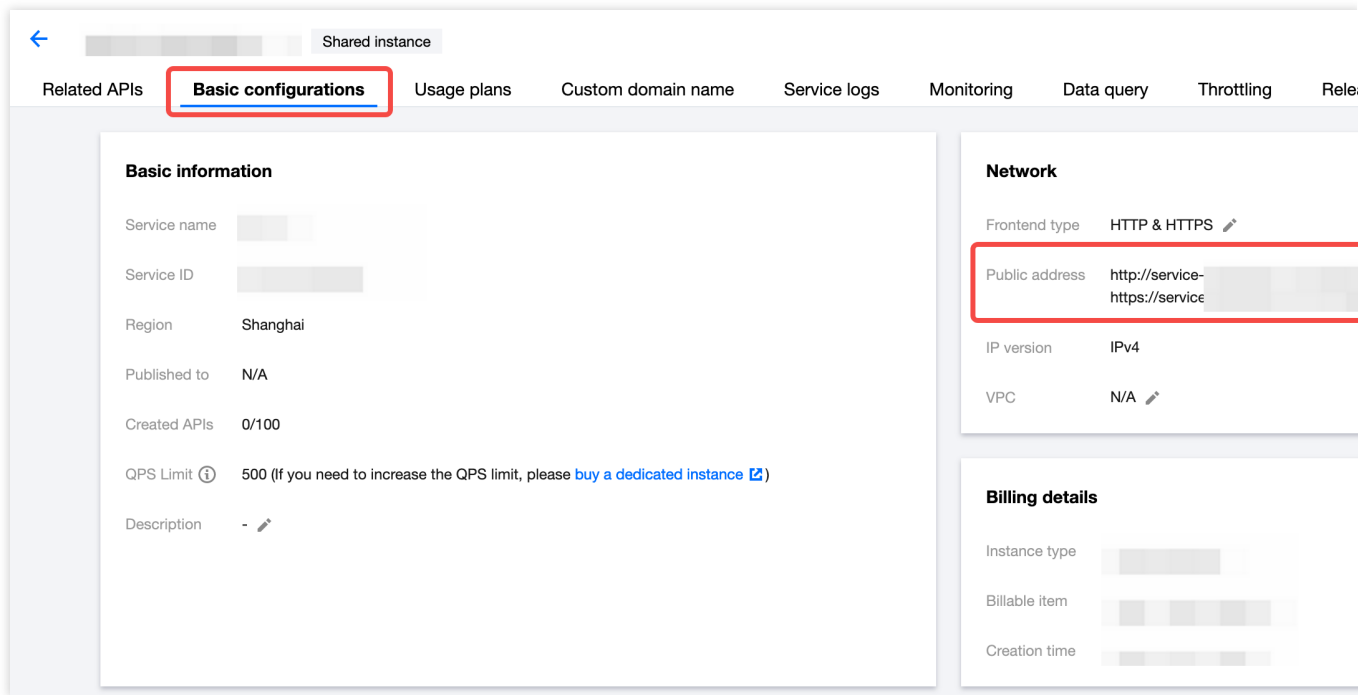 Shared instance
Related APIs Basic configurations Usage plans Custom domain name Service logs Monitoring Data query Throttling Rele
Basic information
Service name
Service ID
Region Shanghai
Published to N/A
Created APIs 0/100
QPS Limit 500 (If you need to increase the QPS limit, please buy a dedicated instance )
Description -
Network
Frontend type HTTP & HTTPS
Public address http://service-
https://service
IP version IPv4
VPC N/A
Billing details
Instance type
Billable item
Creation time